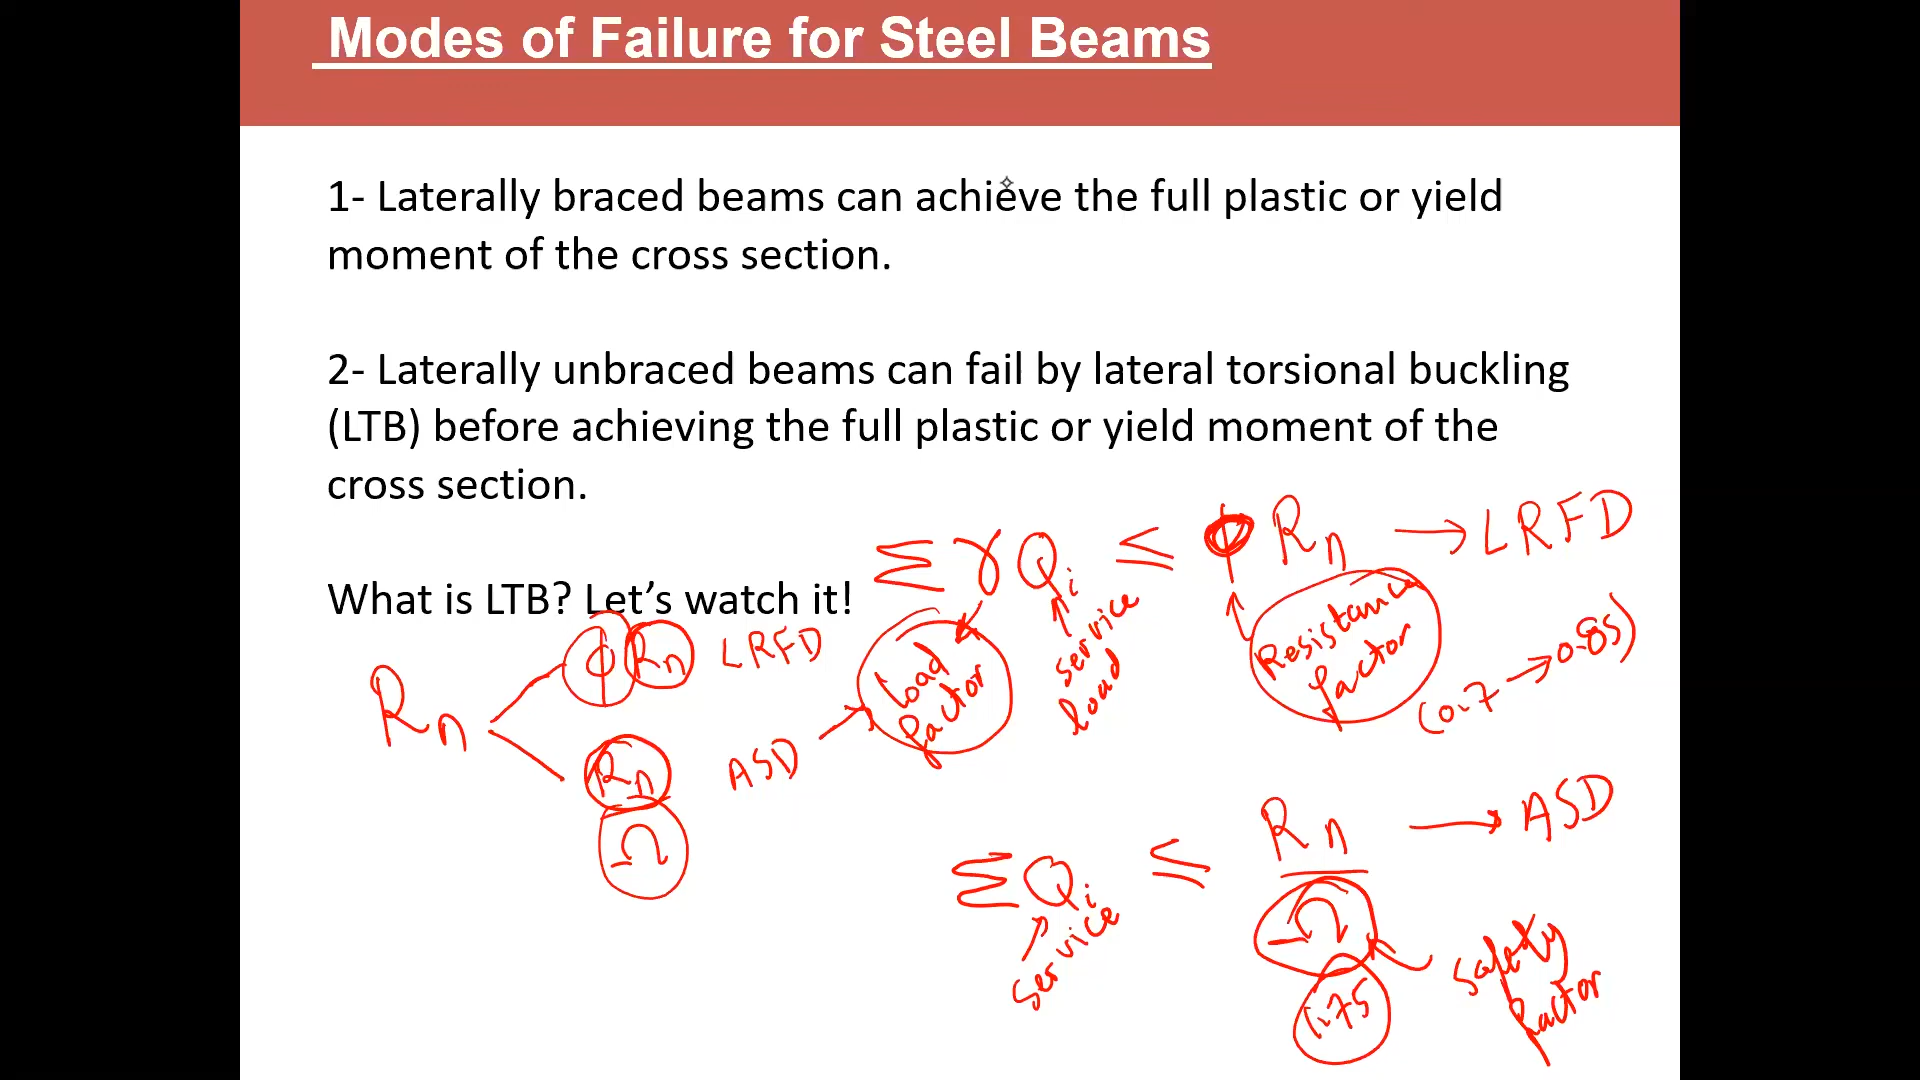 Modes of Failure for Steel Beams
1- Laterally braced beams can achieve the full plastic or yield
moment of the cross section.
2- Laterally unbraced beams can fail by lateral torsional buckling
(LTB) before achieving the full plastic or yield moment of the
cross section.
What is LTB? Let’s watch it!
Σ γ Qi ≤ ϕ Rn → LRFD
Load factor
service load
Resistance factor
(0.7 → 0.85)
Rn
ϕ Rn LRFD
Rn / Ω ASD
Σ Qi ≤ Rn / Ω → ASD
service
1.75
Safety factor